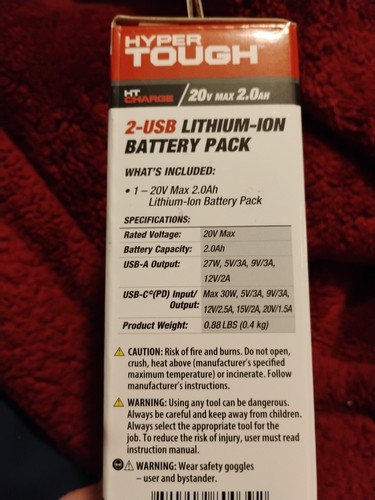 HYPER
TOUGH
HT
CHARGE
20V MAX 2.0AH
2-USB LITHIUM-ION
BATTERY PACK
WHAT'S INCLUDED:
• 1 – 20V Max 2.0Ah
Lithium-Ion Battery Pack
SPECIFICATIONS:
Rated Voltage: 20V Max
Battery Capacity: 2.0Ah
USB-A Output: 27W, 5V/3A, 9V/3A,
12V/2A
USB-C®(PD) Input/ Max 30W, 5V/3A, 9V/3A,
Output: 12V/2.5A, 15V/2A, 20V/1.5A
Product Weight: 0.88 LBS (0.4 kg)
⚠ CAUTION: Risk of fire and burns. Do not open,
crush, heat above (manufacturer's specified
maximum temperature) or incinerate. Follow
manufacturer's instructions.
⚠ WARNING: Using any tool can be dangerous.
Always be careful and keep away from children.
Always select the appropriate tool for the
job. To reduce the risk of injury, user must read
instruction manual.
⚠ WARNING: Wear safety goggles
– user and bystander.